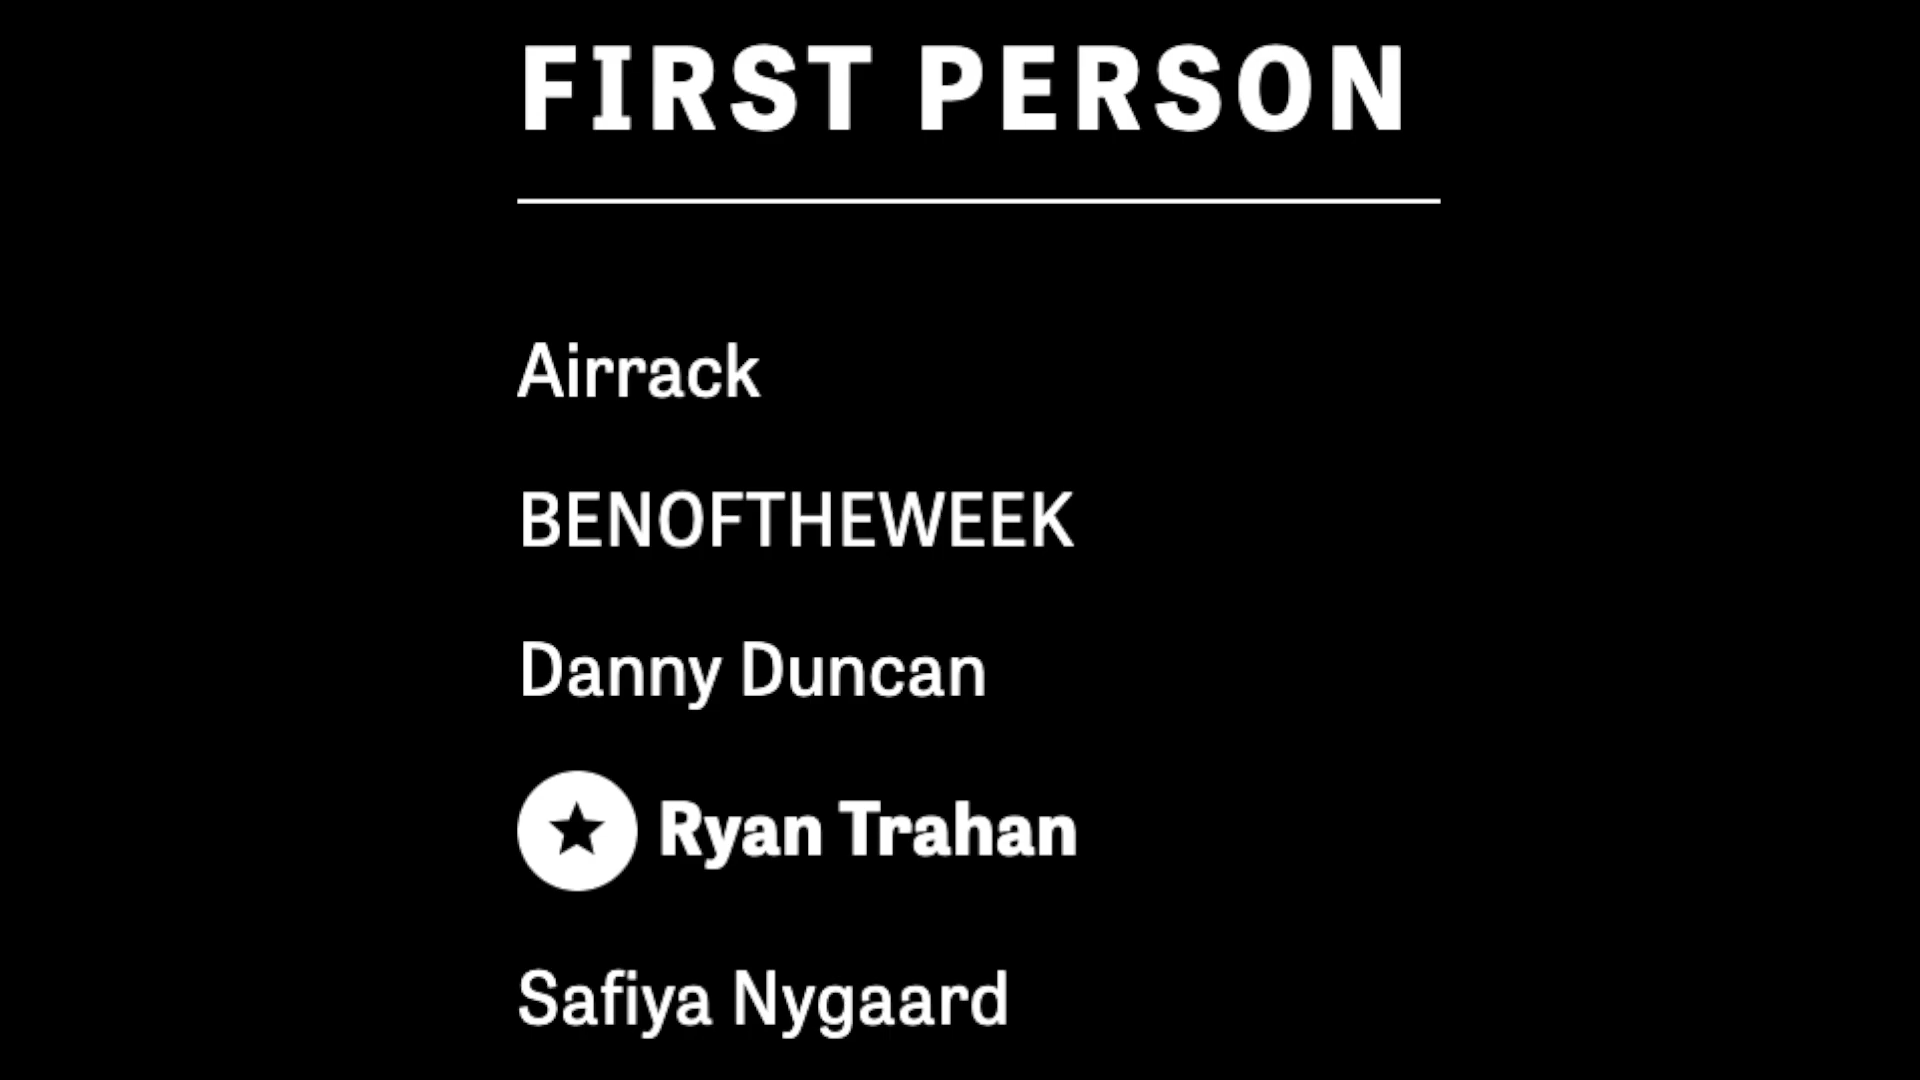 FIRST PERSON
Airrack
BENOFTHEWEEK
Danny Duncan
Ryan Trahan
Safiya Nygaard